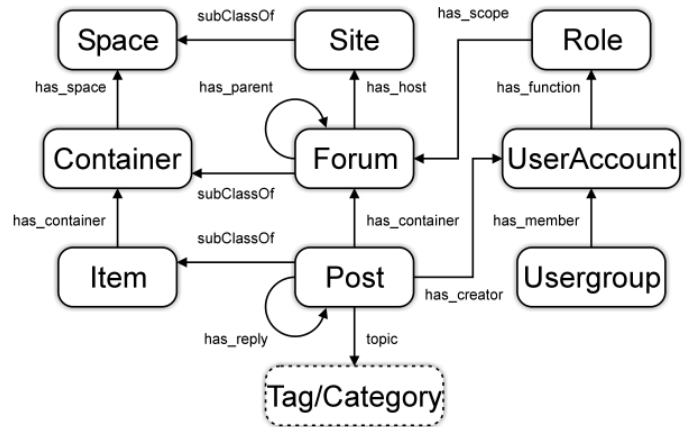 Space
subClassOf
Site
has_scope
Role
has_space
has_parent
has_host
has_function
Container
Forum
UserAccount
subClassOf
has_container
has_container
has_member
subClassOf
Item
Post
Usergroup
has_creator
has_reply
topic
Tag/Category